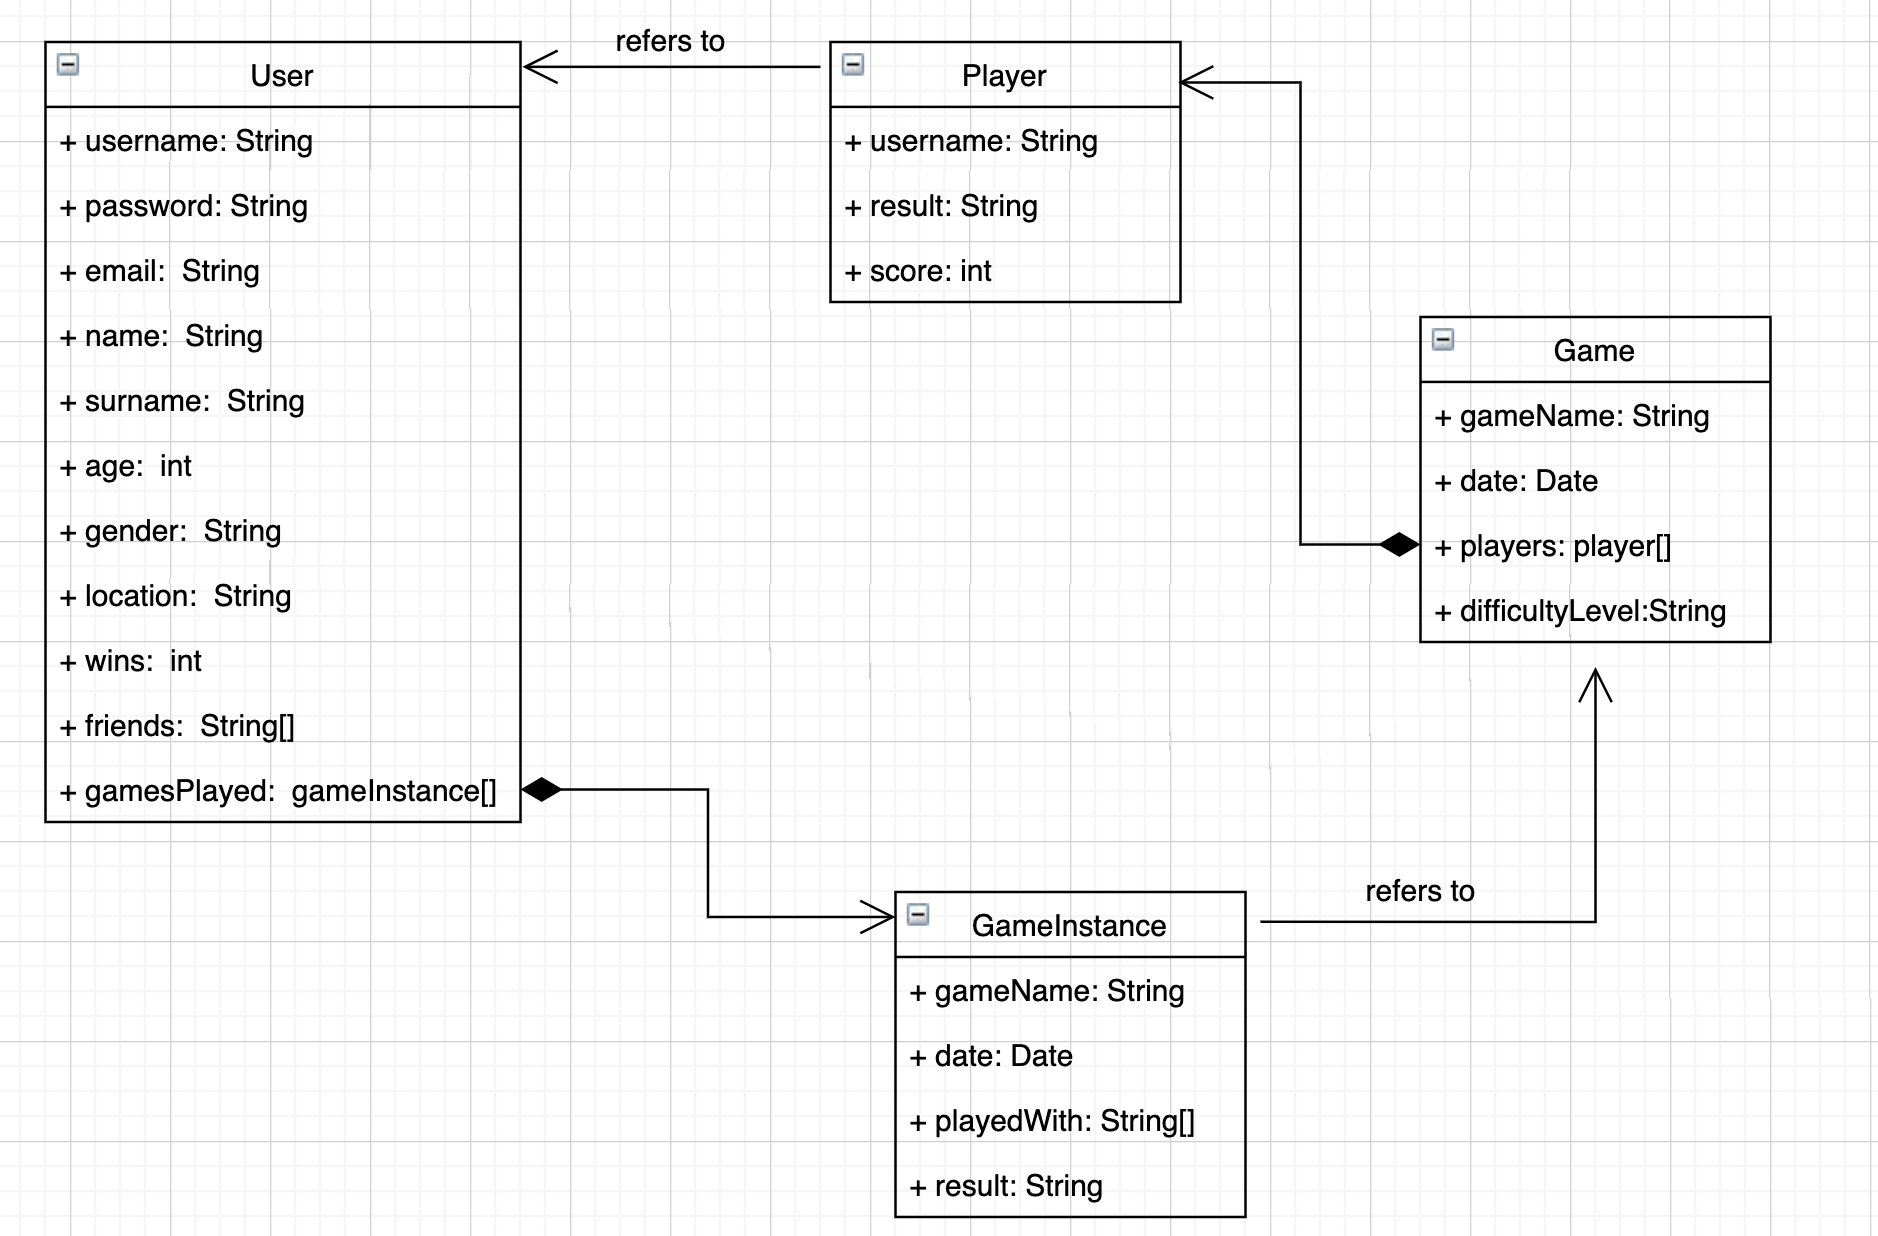 refers to
User
+ username: String
+ password: String
+ email:  String
+ name:  String
+ surname:  String
+ age:  int
+ gender:  String
+ location:  String
+ wins:  int
+ friends:  String[]
+ gamesPlayed:  gameInstance[]
Player
+ username: String
+ result: String
+ score: int
Game
+ gameName: String
+ date: Date
+ players: player[]
+ difficultyLevel:String
refers to
GameInstance
+ gameName: String
+ date: Date
+ playedWith: String[]
+ result: String